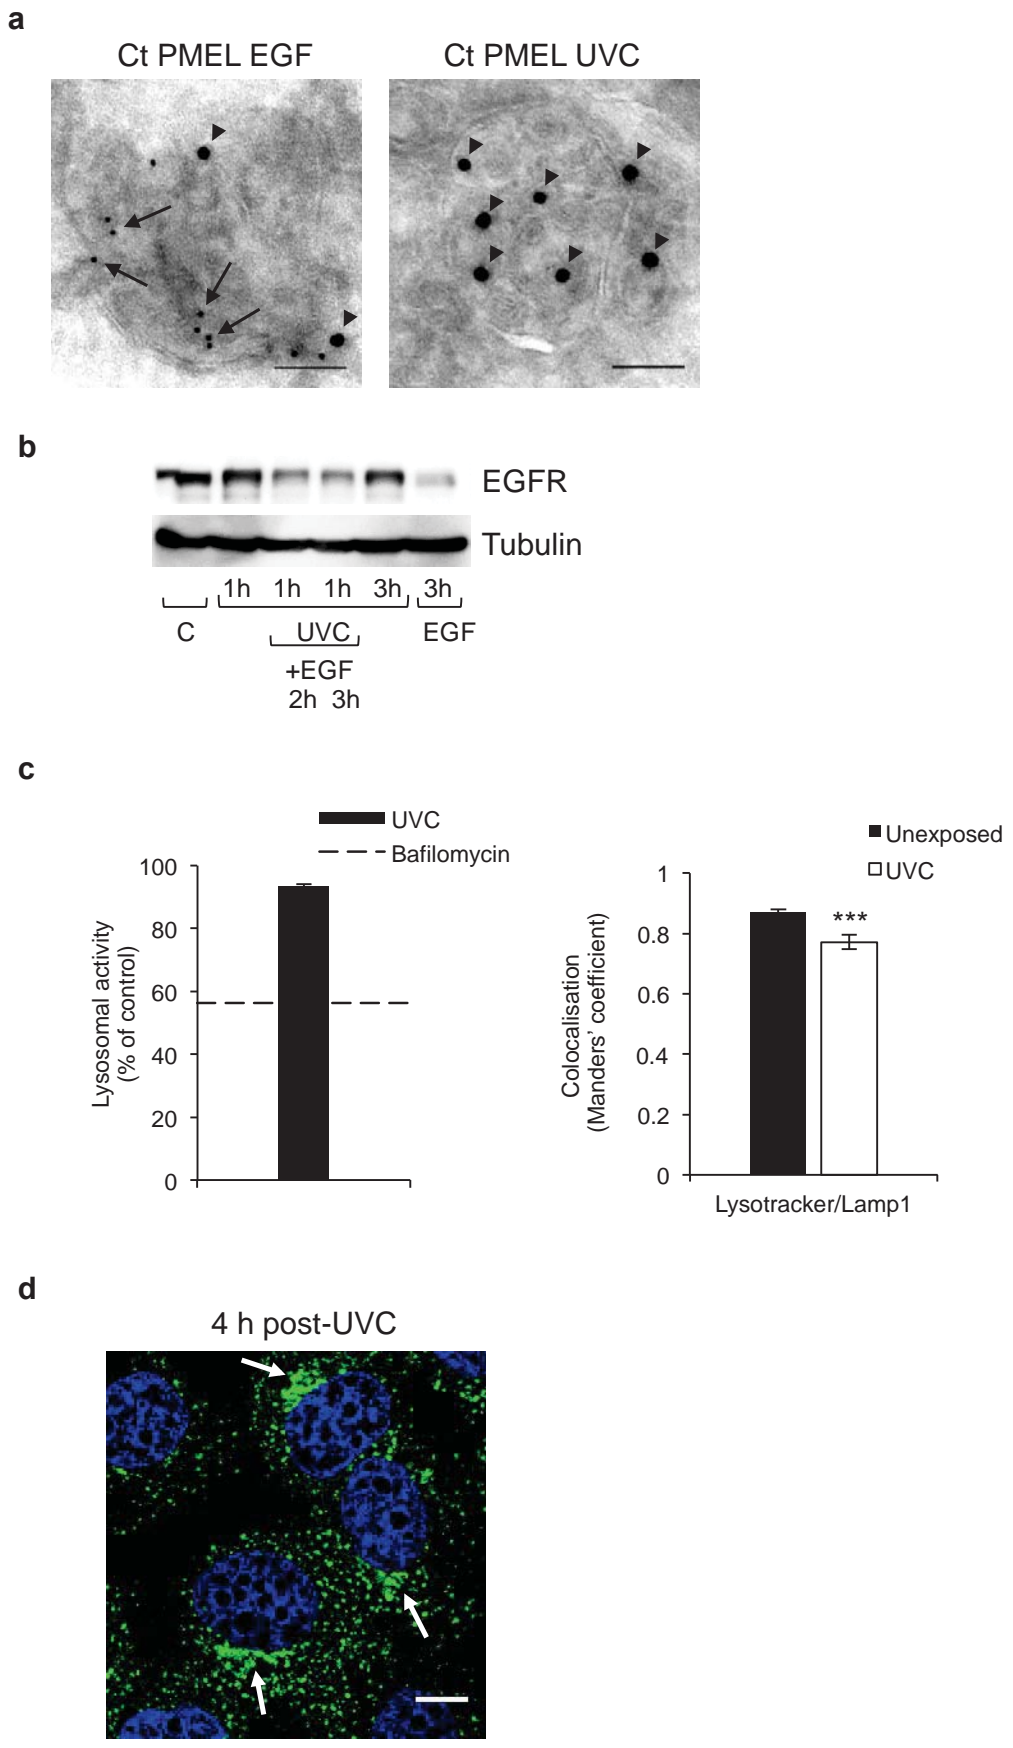 a
Ct PMEL EGF
Ct PMEL UVC
b
EGFR
Tubulin
1h 1h 1h 3h 3h
C UVC EGF
+EGF
2h 3h
c
UVC
Bafilomycin
Lysosomal activity
(% of control)
100
80
60
40
20
0
Unexposed
UVC
Colocalisation
(Manders' coefficient)
1
0.8
0.6
0.4
0.2
0
***
Lysotracker/Lamp1
d
4 h post-UVC